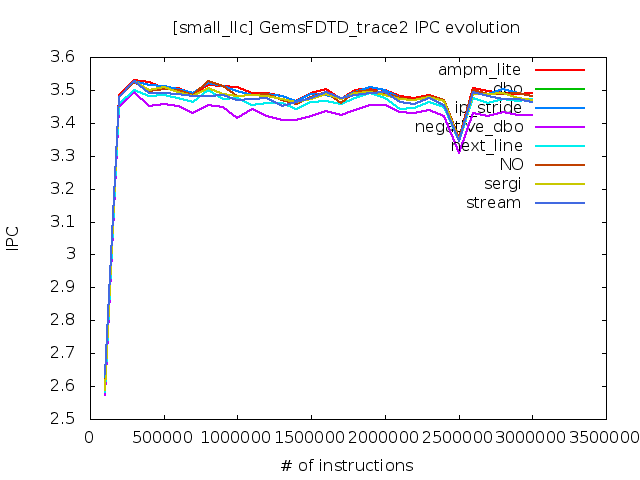 [small_llc] GemsFDTD_trace2 IPC evolution
3.6
3.5
3.4
3.3
3.2
3.1
3
2.9
2.8
2.7
2.6
2.5
IPC
ampm_lite
dbo
ip_stride
negative_dbo
next_line
NO
sergi
stream
0 500000 1000000 1500000 2000000 2500000 3000000 3500000
# of instructions